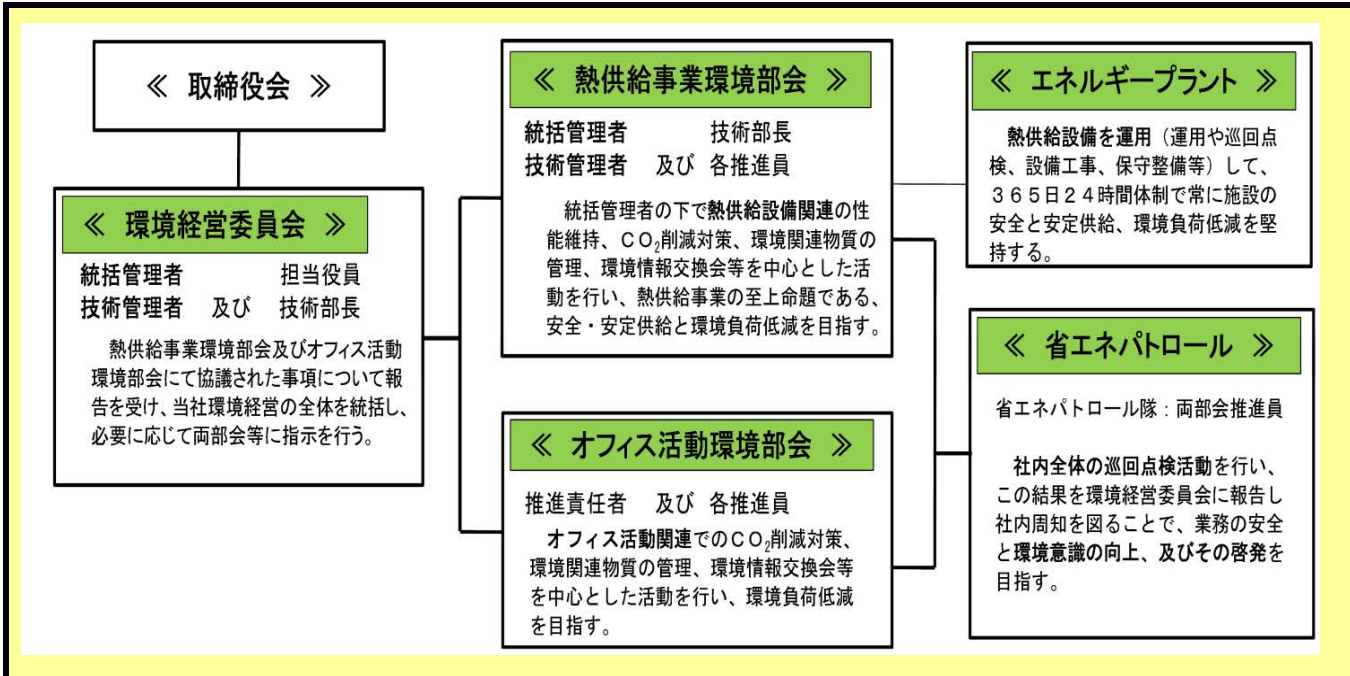 ≪ 取締役会 ≫
≪ 環境経営委員会 ≫
統括管理者 担当役員
技術管理者 及び 技術部長
熱供給事業環境部会及びオフィス活動
環境部会にて協議された事項について報
告を受け、当社環境経営の全体を統括し、
必要に応じて両部会等に指示を行う。
≪ 熱供給事業環境部会 ≫
統括管理者 技術部長
技術管理者 及び 各推進員
統括管理者の下で熱供給設備関連の性
能維持、CO₂削減対策、環境関連物質の
管理、環境情報交換会等を中心とした活
動を行い、熱供給事業の至上命題である、
安全・安定供給と環境負荷低減を目指す。
≪ オフィス活動環境部会 ≫
推進責任者 及び 各推進員
オフィス活動関連でのCO₂削減対策、
環境関連物質の管理、環境情報交換会等
を中心とした活動を行い、環境負荷低減
を目指す。
≪ エネルギープラント ≫
熱供給設備を運用（運用や巡回点
検、設備工事、保守整備等）して、
３６５日２４時間体制で常に施設の
安全と安定供給、環境負荷低減を堅
持する。
≪ 省エネパトロール ≫
省エネパトロール隊：両部会推進員
社内全体の巡回点検活動を行い、
この結果を環境経営委員会に報告し
社内周知を図ることで、業務の安全
と環境意識の向上、及びその啓発を
目指す。